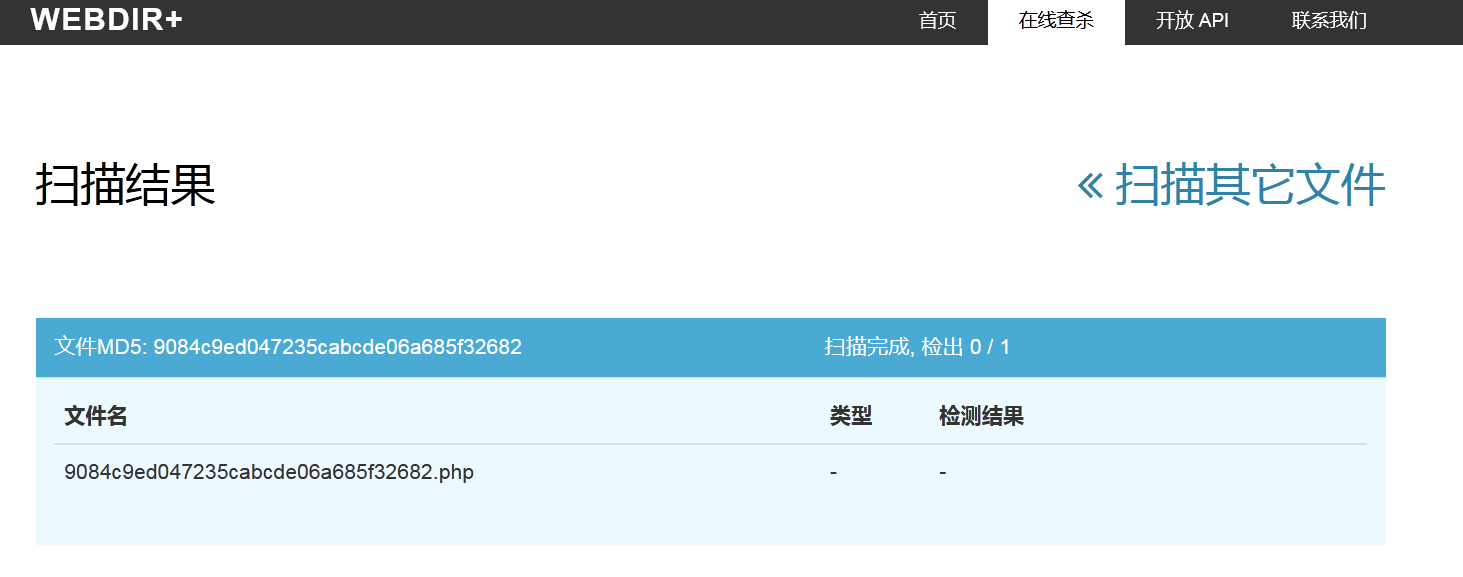 WEBDIR+ 首页 在线查杀 开放 API 联系我们
扫描结果 « 扫描其它文件
文件MD5: 9084c9ed047235cabcde06a685f32682 扫描完成, 检出 0 / 1
文件名 类型 检测结果
9084c9ed047235cabcde06a685f32682.php - -